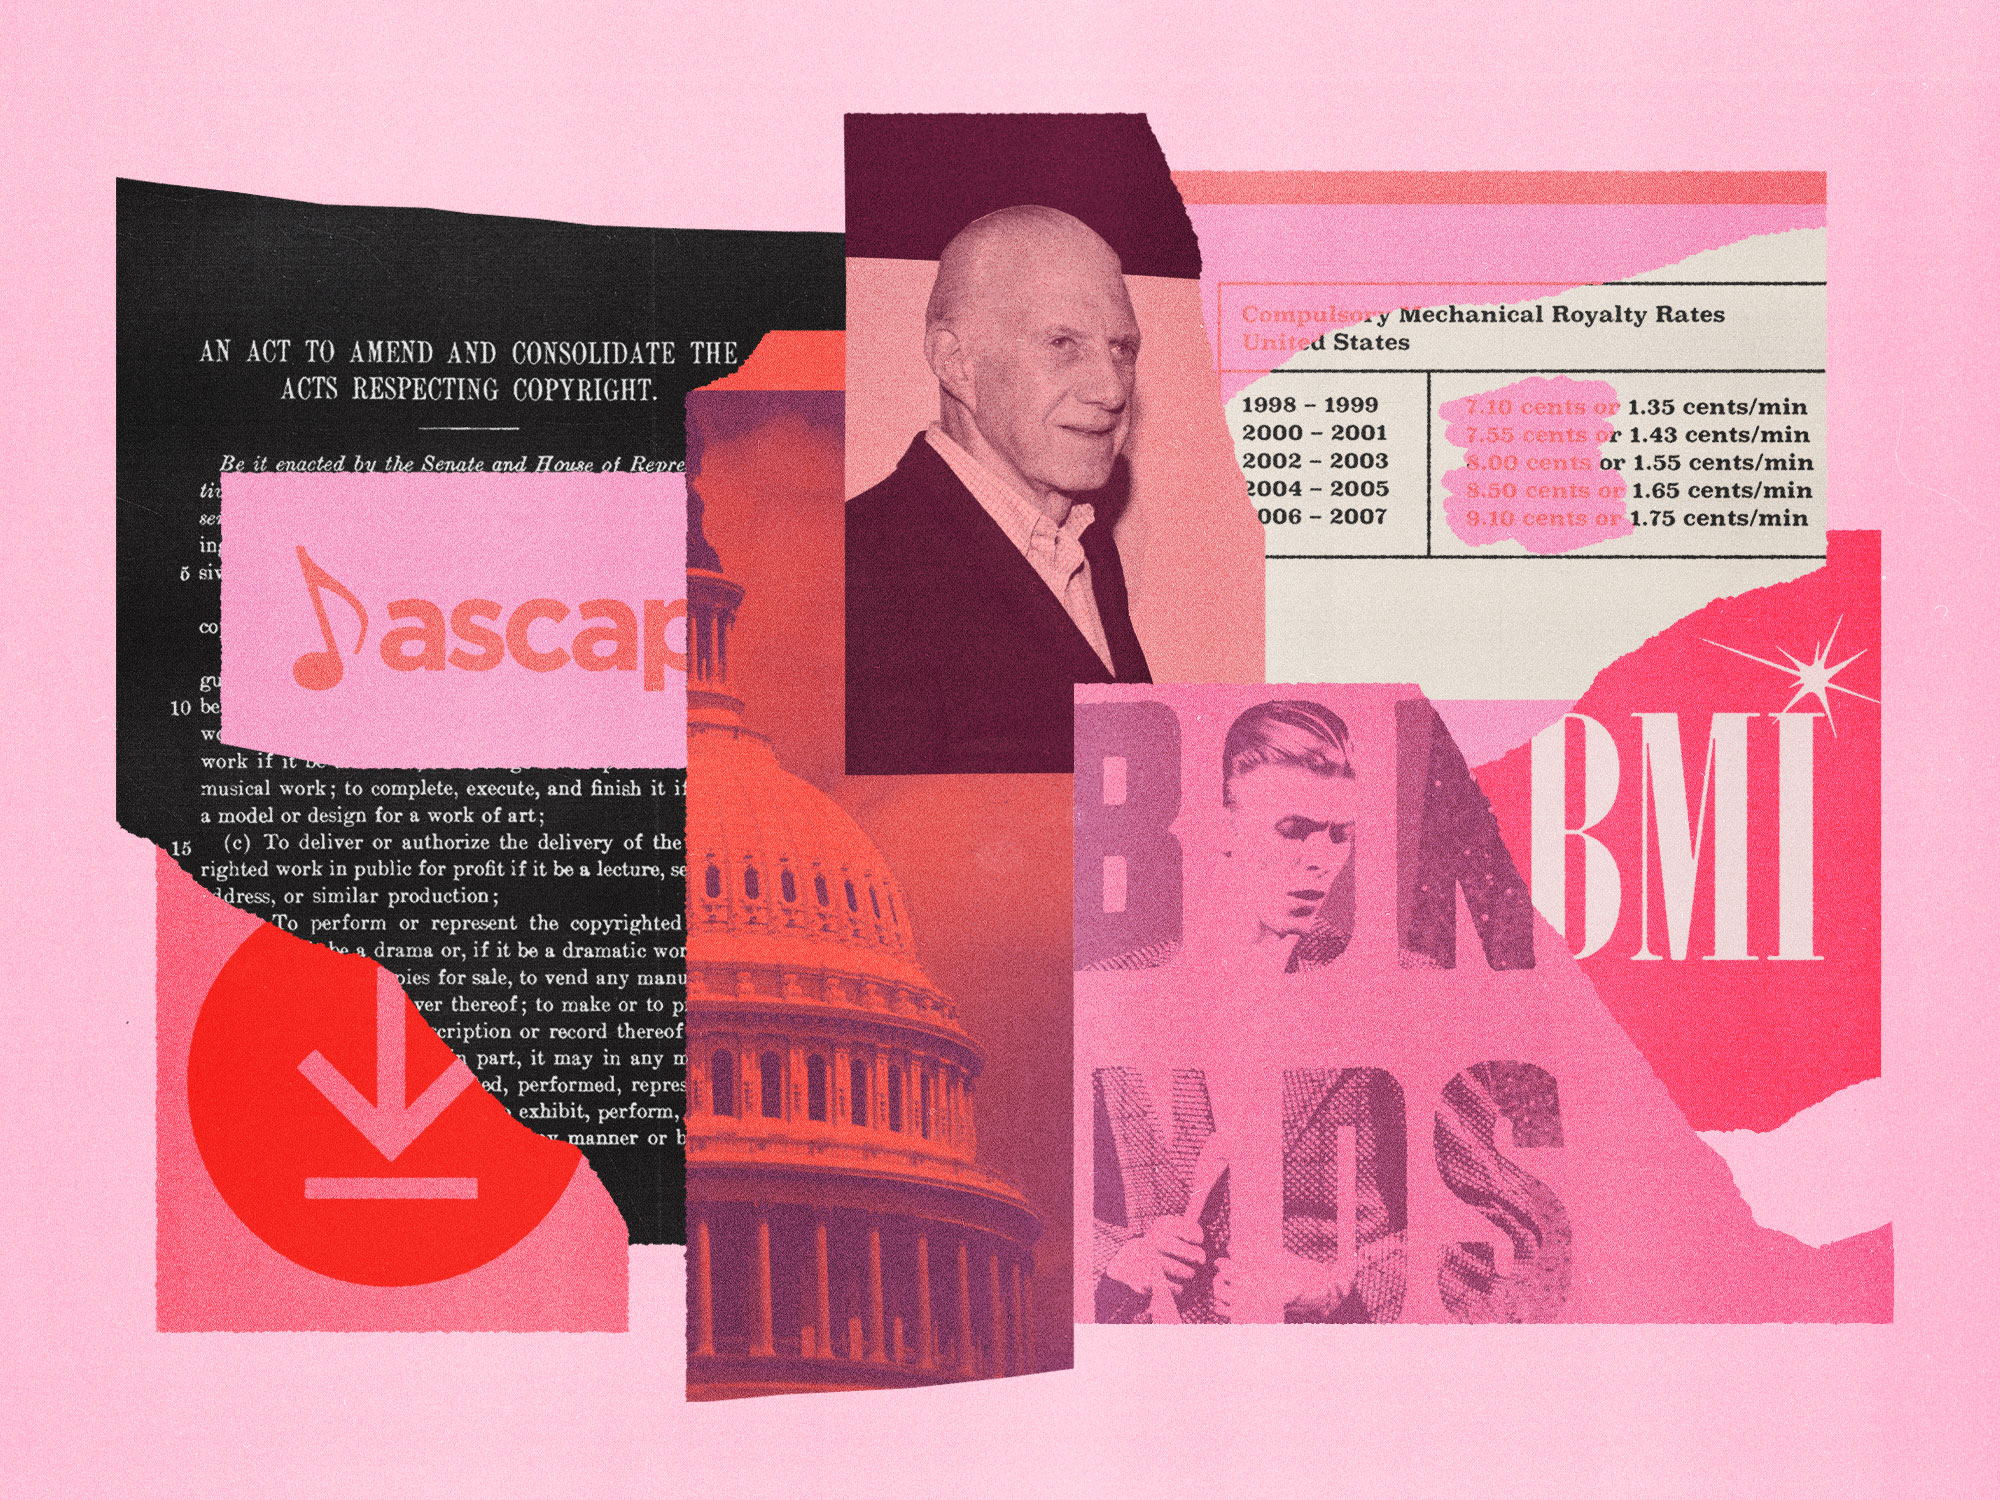 AN ACT TO AMEND AND CONSOLIDATE THE
ACTS RESPECTING COPYRIGHT.
Be it enacted by the Senate and House of Repre
5
10
work if it
musical work; to complete, execute, and finish it if
a model or design for a work of art;
(c) To deliver or authorize the delivery of the
15
righted work in public for profit if it be a lecture, se
ddress, or similar production;
To perform or represent the copyrighted
be a drama or, if it be a dramatic wor
pies for sale, to vend any manu
ver thereof; to make or to p
cription or record thereof
part, it may in any m
ed, performed, repres
exhibit, perform,
manner or b
ascap
Compulsory Mechanical Royalty Rates
United States
1998 – 1999 7.10 cents or 1.35 cents/min
2000 – 2001 7.55 cents or 1.43 cents/min
2002 – 2003 8.00 cents or 1.55 cents/min
2004 – 2005 8.50 cents or 1.65 cents/min
006 – 2007 9.10 cents or 1.75 cents/min
BMI
BON
NDS